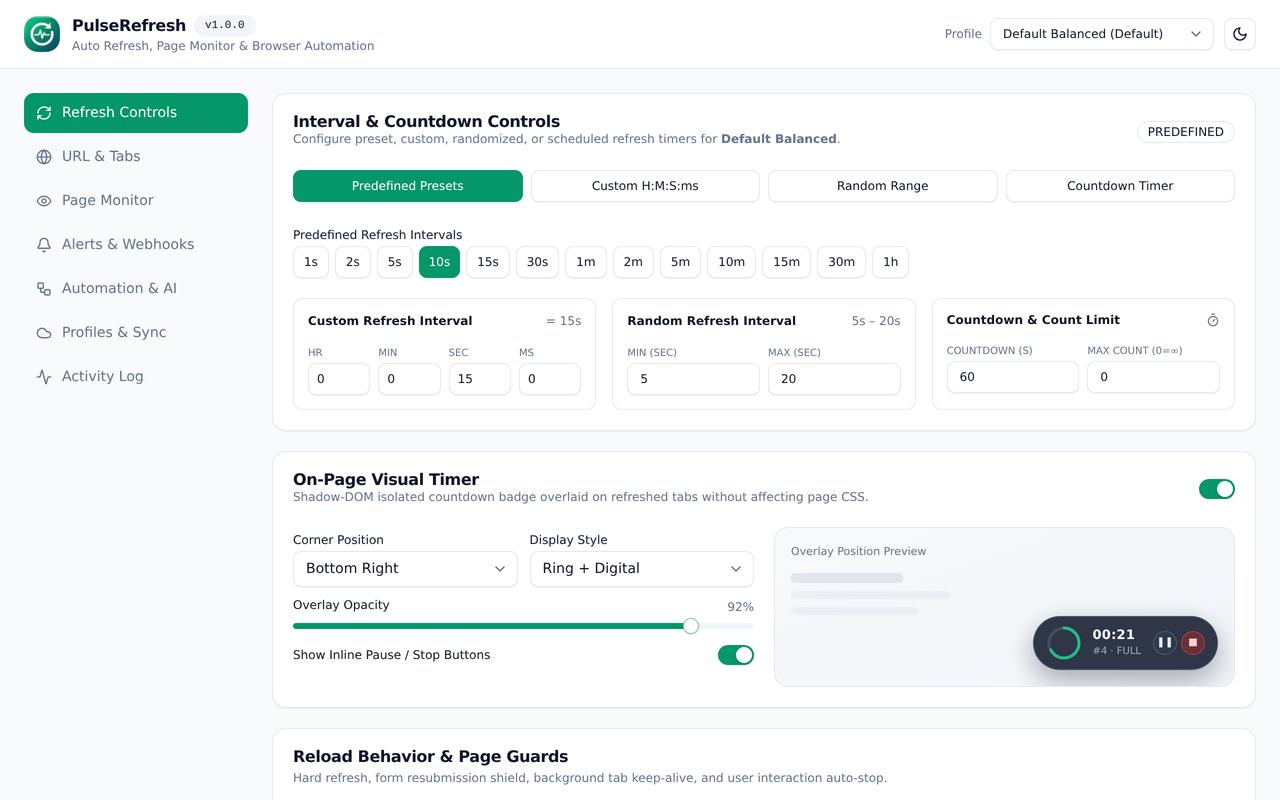 PulseRefresh v1.0.0
Auto Refresh, Page Monitor & Browser Automation
Profile Default Balanced (Default)
Refresh Controls
URL & Tabs
Page Monitor
Alerts & Webhooks
Automation & AI
Profiles & Sync
Activity Log
Interval & Countdown Controls
Configure preset, custom, randomized, or scheduled refresh timers for Default Balanced.
PREDEFINED
Predefined Presets Custom H:M:S:ms Random Range Countdown Timer
Predefined Refresh Intervals
1s 2s 5s 10s 15s 30s 1m 2m 5m 10m 15m 30m 1h
Custom Refresh Interval = 15s
HR MIN SEC MS
0 0 15 0
Random Refresh Interval 5s – 20s
MIN (SEC) MAX (SEC)
5 20
Countdown & Count Limit
COUNTDOWN (S) MAX COUNT (0=∞)
60 0
On-Page Visual Timer
Shadow-DOM isolated countdown badge overlaid on refreshed tabs without affecting page CSS.
Corner Position Display Style
Bottom Right Ring + Digital
Overlay Opacity 92%
Show Inline Pause / Stop Buttons
Overlay Position Preview
00:21
#4 · FULL
Reload Behavior & Page Guards
Hard refresh, form resubmission shield, background tab keep-alive, and user interaction auto-stop.